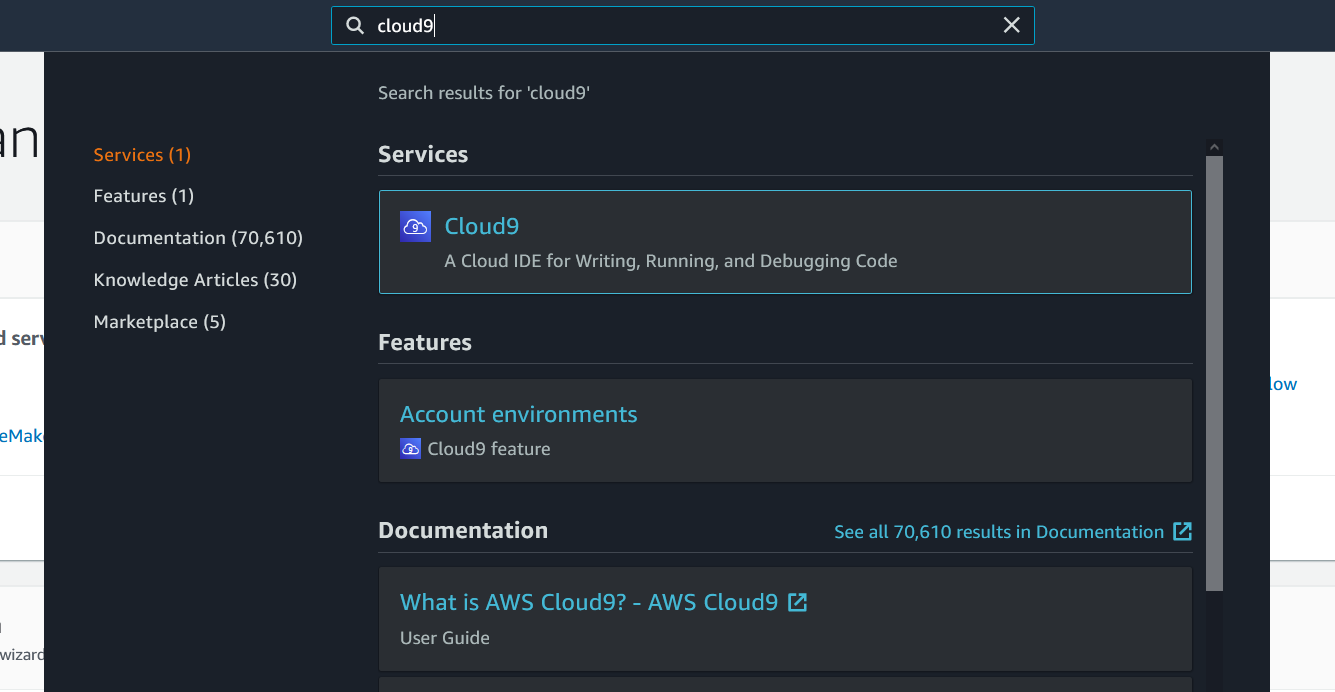 cloud9
Search results for 'cloud9'
Services (1)
Features (1)
Documentation (70,610)
Knowledge Articles (30)
Marketplace (5)
Services
Cloud9
A Cloud IDE for Writing, Running, and Debugging Code
Features
Account environments
Cloud9 feature
Documentation
See all 70,610 results in Documentation
What is AWS Cloud9? - AWS Cloud9
User Guide
an
d serv
eMake
low
wizard